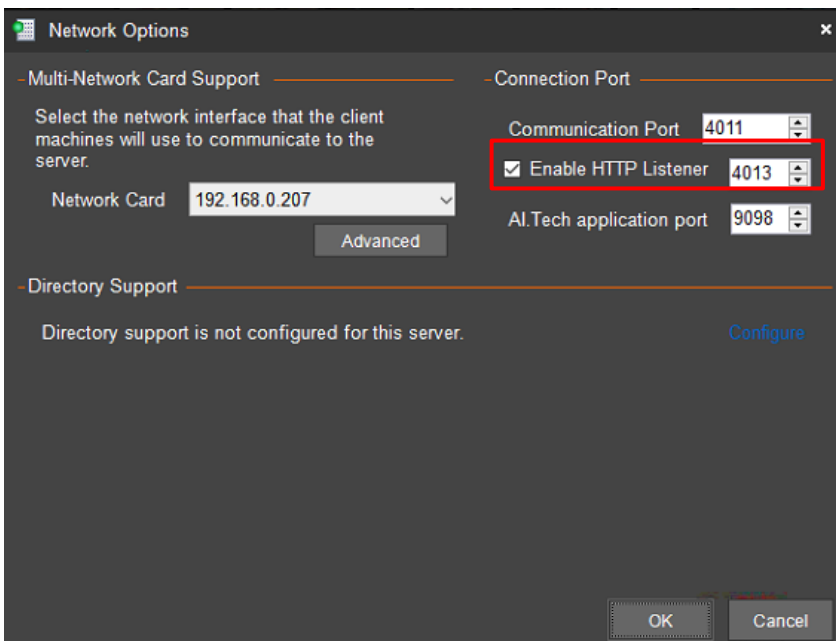 Network Options
Multi-Network Card Support
Select the network interface that the client
machines will use to communicate to the
server.
Network Card 192.168.0.207
Advanced
Connection Port
Communication Port 4011
Enable HTTP Listener 4013
AI.Tech application port 9098
Directory Support
Directory support is not configured for this server.
Configure
OK
Cancel